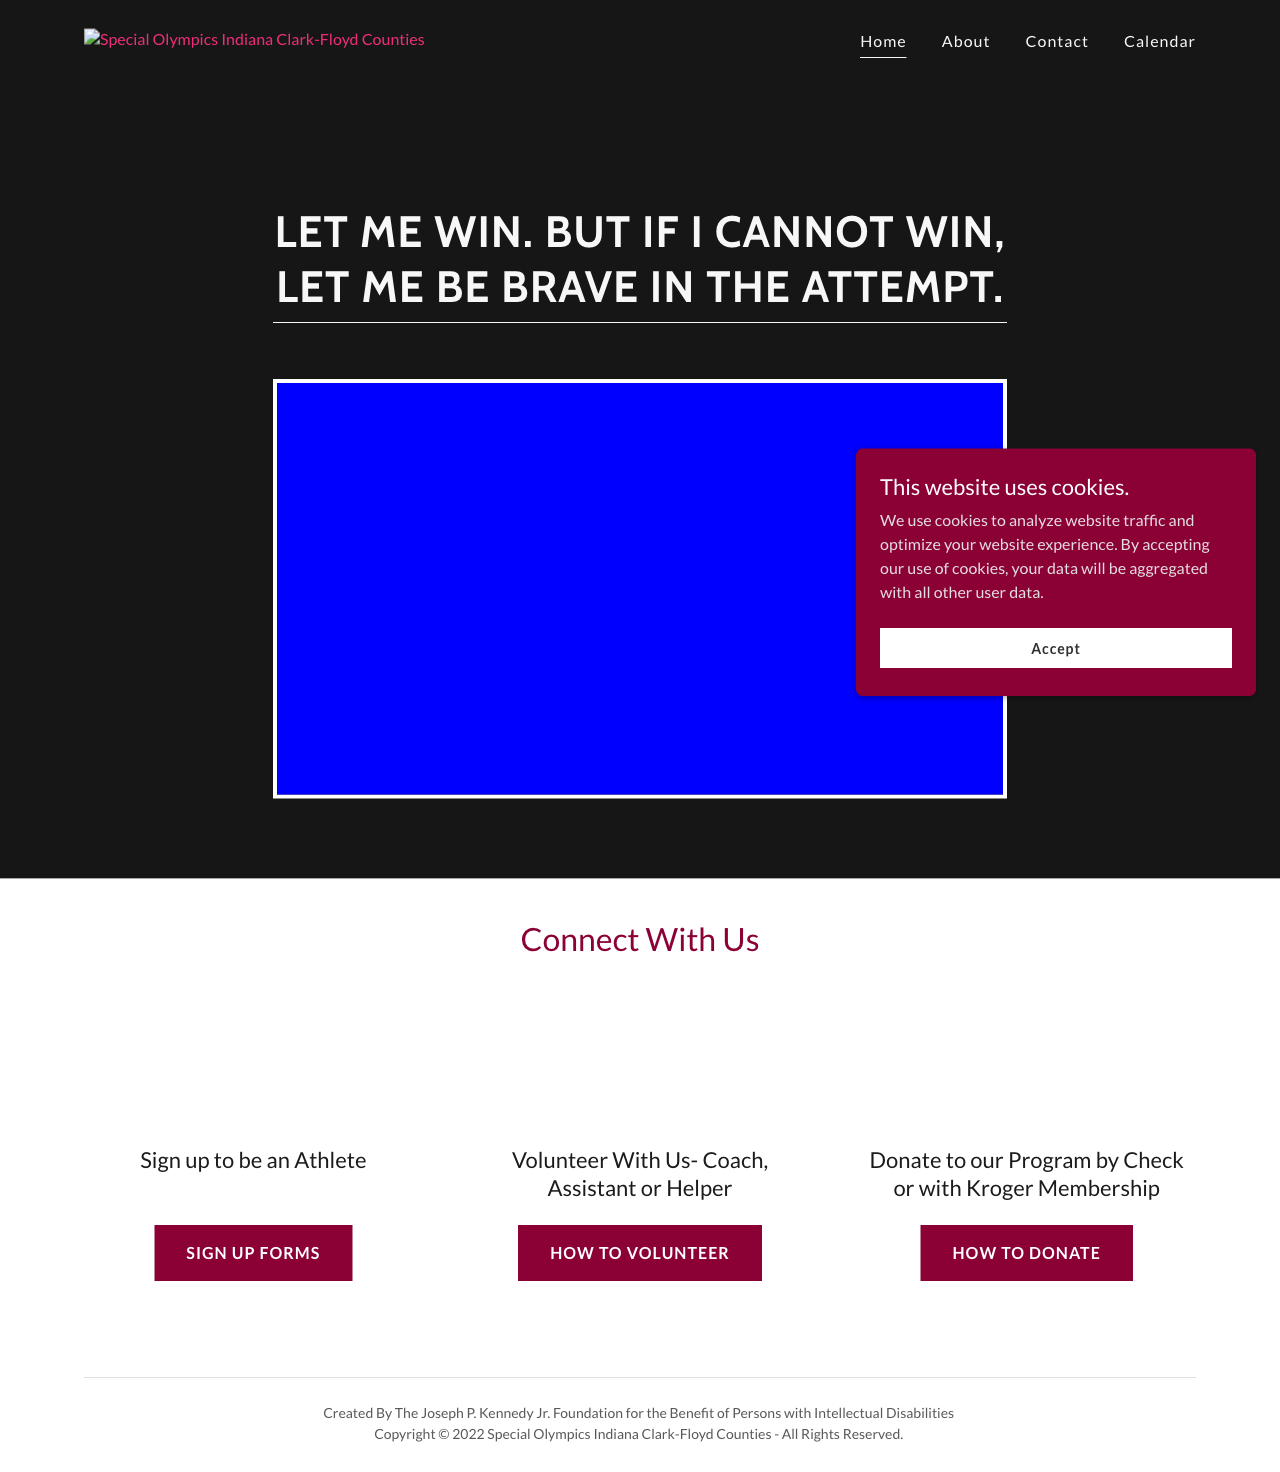 Special Olympics Indiana Clark-Floyd Counties
Home
About
Contact
Calendar
LET ME WIN. BUT IF I CANNOT WIN,
LET ME BE BRAVE IN THE ATTEMPT.
This website uses cookies.
We use cookies to analyze website traffic and
optimize your website experience. By accepting
our use of cookies, your data will be aggregated
with all other user data.
Accept
Connect With Us
Sign up to be an Athlete
SIGN UP FORMS
Volunteer With Us- Coach,
Assistant or Helper
HOW TO VOLUNTEER
Donate to our Program by Check
or with Kroger Membership
HOW TO DONATE
Created By The Joseph P. Kennedy Jr. Foundation for the Benefit of Persons with Intellectual Disabilities
Copyright © 2022 Special Olympics Indiana Clark-Floyd Counties - All Rights Reserved.